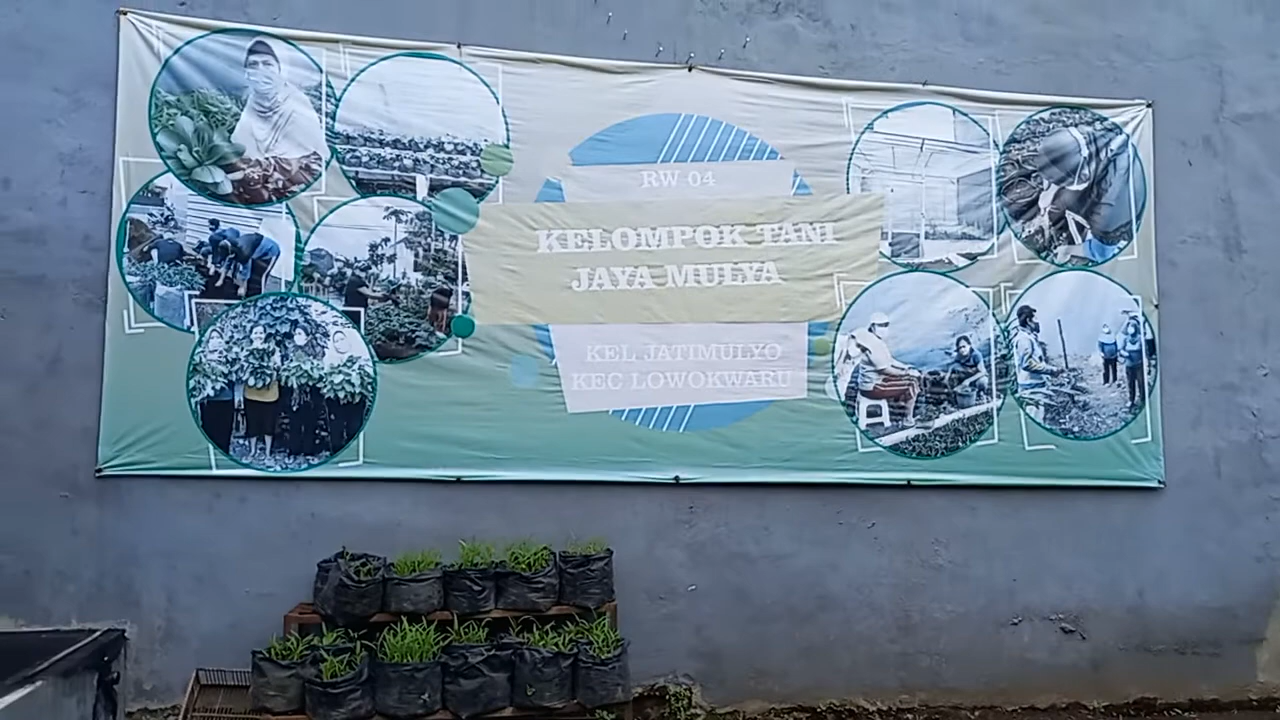 RW 04
KELOMPOK TANI
JAYA MULYA
KEL JATIMULYO
KEC LOWOKWARU